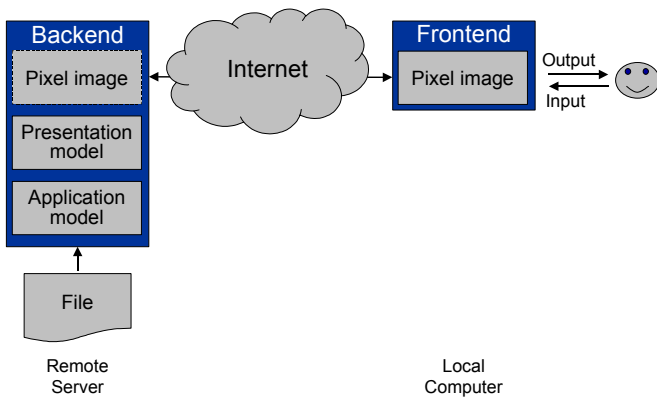 Backend
Pixel image
Presentation
model
Application
model
File
Remote
Server
Internet
Frontend
Pixel image
Output
Input
Local
Computer